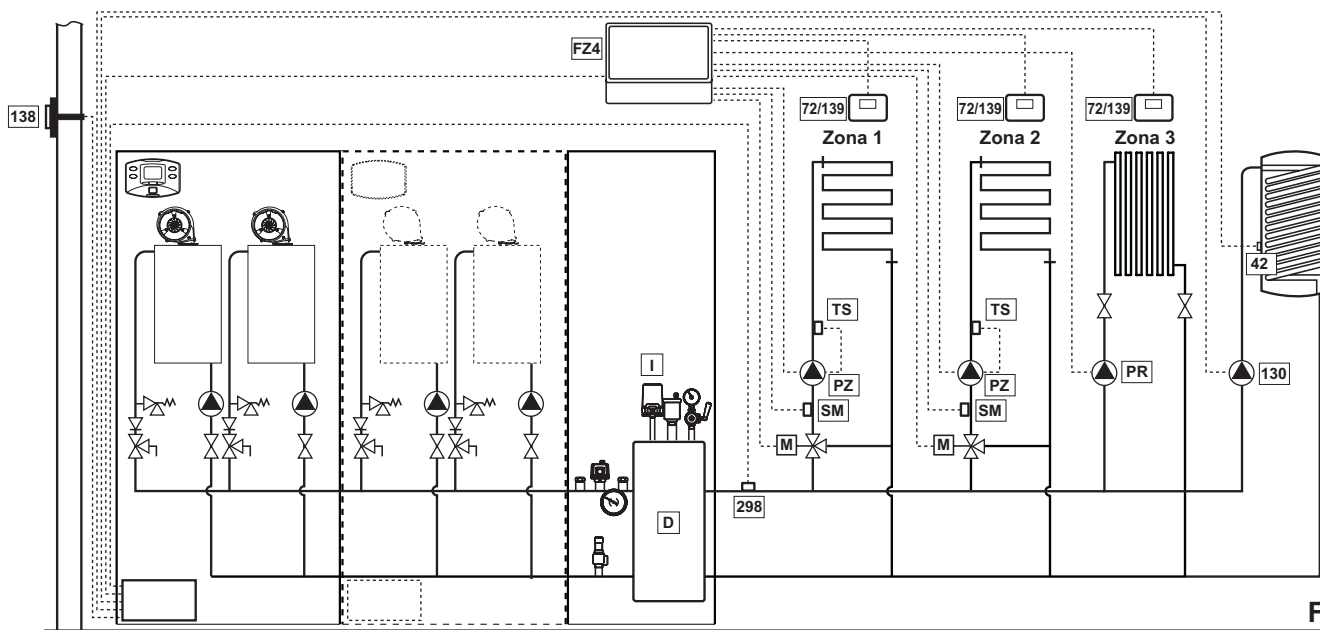 FZ4
138
72/139
72/139
72/139
Zona 1
Zona 2
Zona 3
42
TS
TS
I
PZ
PZ
PR
130
SM
SM
M
M
298
D
F